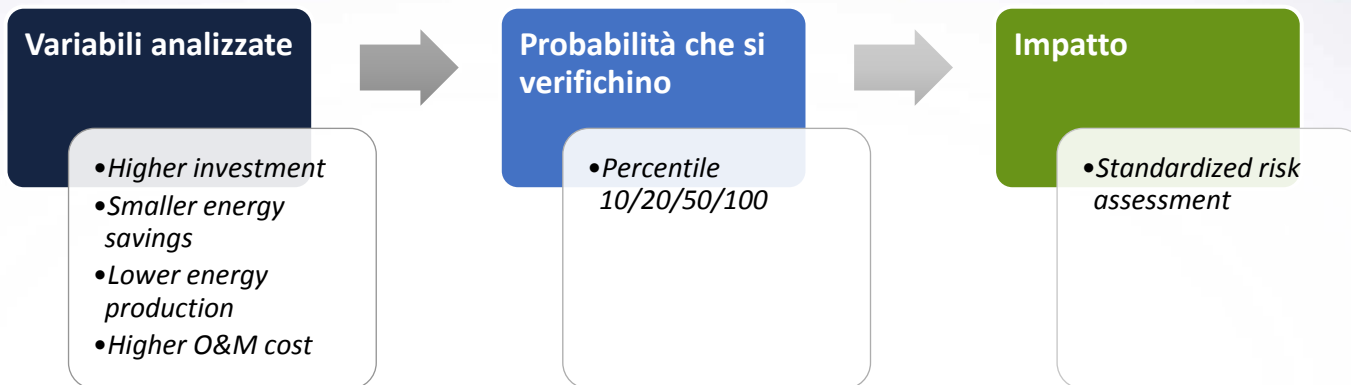 Variabili analizzate
•Higher investment
•Smaller energy
savings
•Lower energy
production
•Higher O&M cost
Probabilità che si
verifichino
•Percentile
10/20/50/100
Impatto
•Standardized risk
assessment